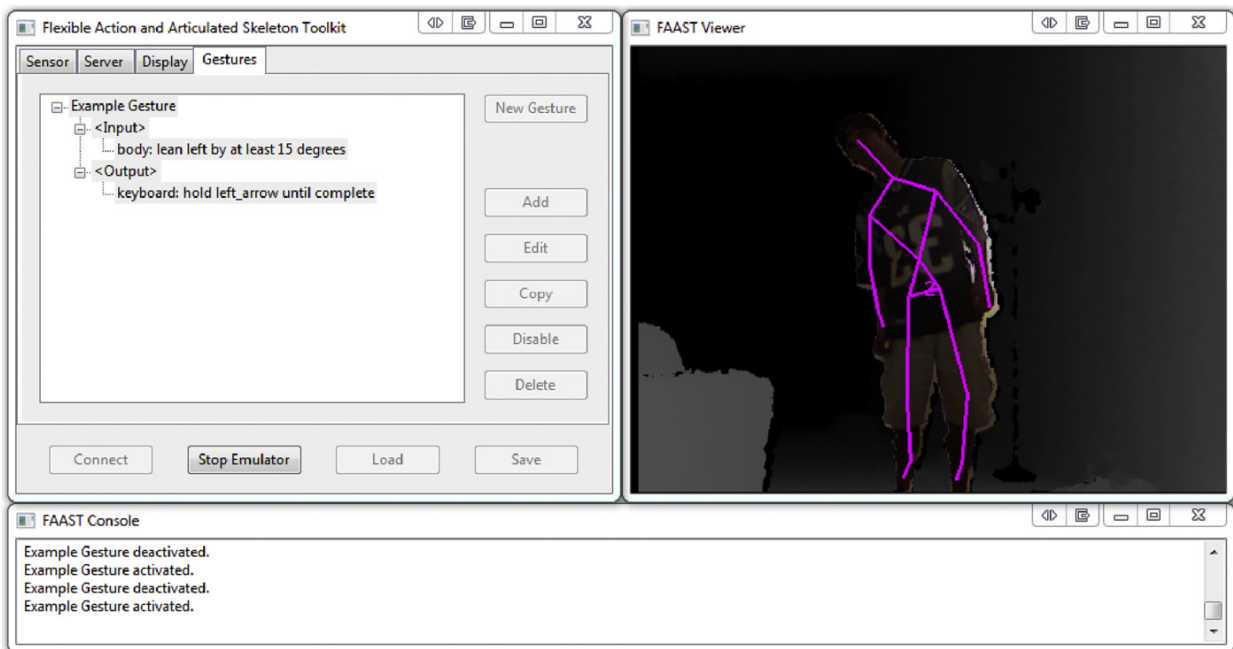 Flexible Action and Articulated Skeleton Toolkit
Sensor
Server
Display
Gestures
Example Gesture
<Input>
body: lean left by at least 15 degrees
<Output>
keyboard: hold left_arrow until complete
New Gesture
Add
Edit
Copy
Disable
Delete
Connect
Stop Emulator
Load
Save
FAAST Viewer
33
2
FAAST Console
Example Gesture deactivated.
Example Gesture activated.
Example Gesture deactivated.
Example Gesture activated.